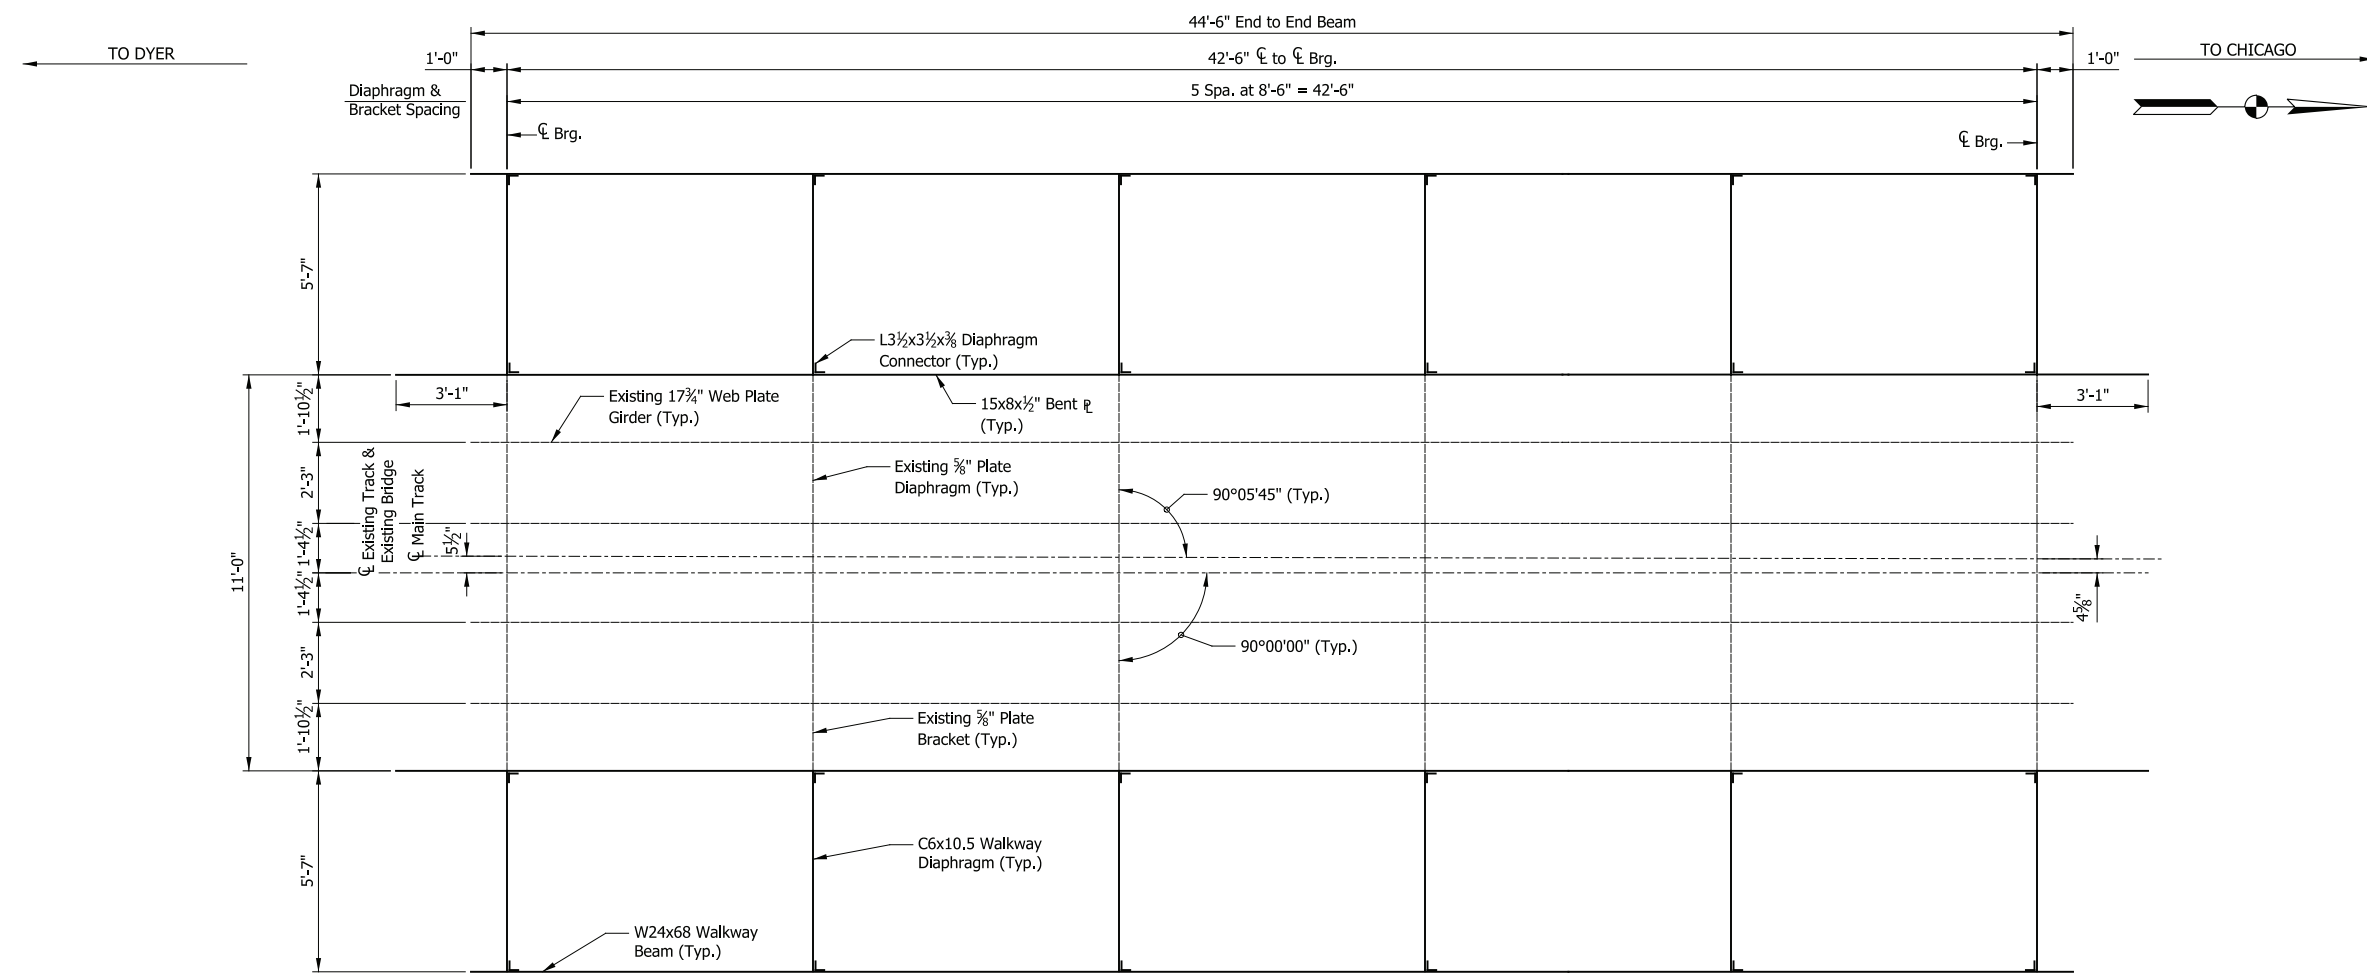 44'-6" End to End Beam
TO DYER
1'-0"
42'-6" ℄ to ℄ Brg.
1'-0"
TO CHICAGO
Diaphragm &
Bracket Spacing
5 Spa. at 8'-6" = 42'-6"
℄ Brg.
℄ Brg.
5'-7"
L3½x3½x⅜ Diaphragm
Connector (Typ.)
3'-1"
Existing 17¾" Web Plate
Girder (Typ.)
15x8x½" Bent ⅊
(Typ.)
3'-1"
1'-10½"
2'-3"
℄ Existing Track &
Existing Bridge
℄ Main Track
5½"
Existing ⅝" Plate
Diaphragm (Typ.)
90°05'45" (Typ.)
1'-4½"
11'-0"
1'-4½"
4⅝"
90°00'00" (Typ.)
2'-3"
1'-10½"
Existing ⅝" Plate
Bracket (Typ.)
5'-7"
C6x10.5 Walkway
Diaphragm (Typ.)
W24x68 Walkway
Beam (Typ.)